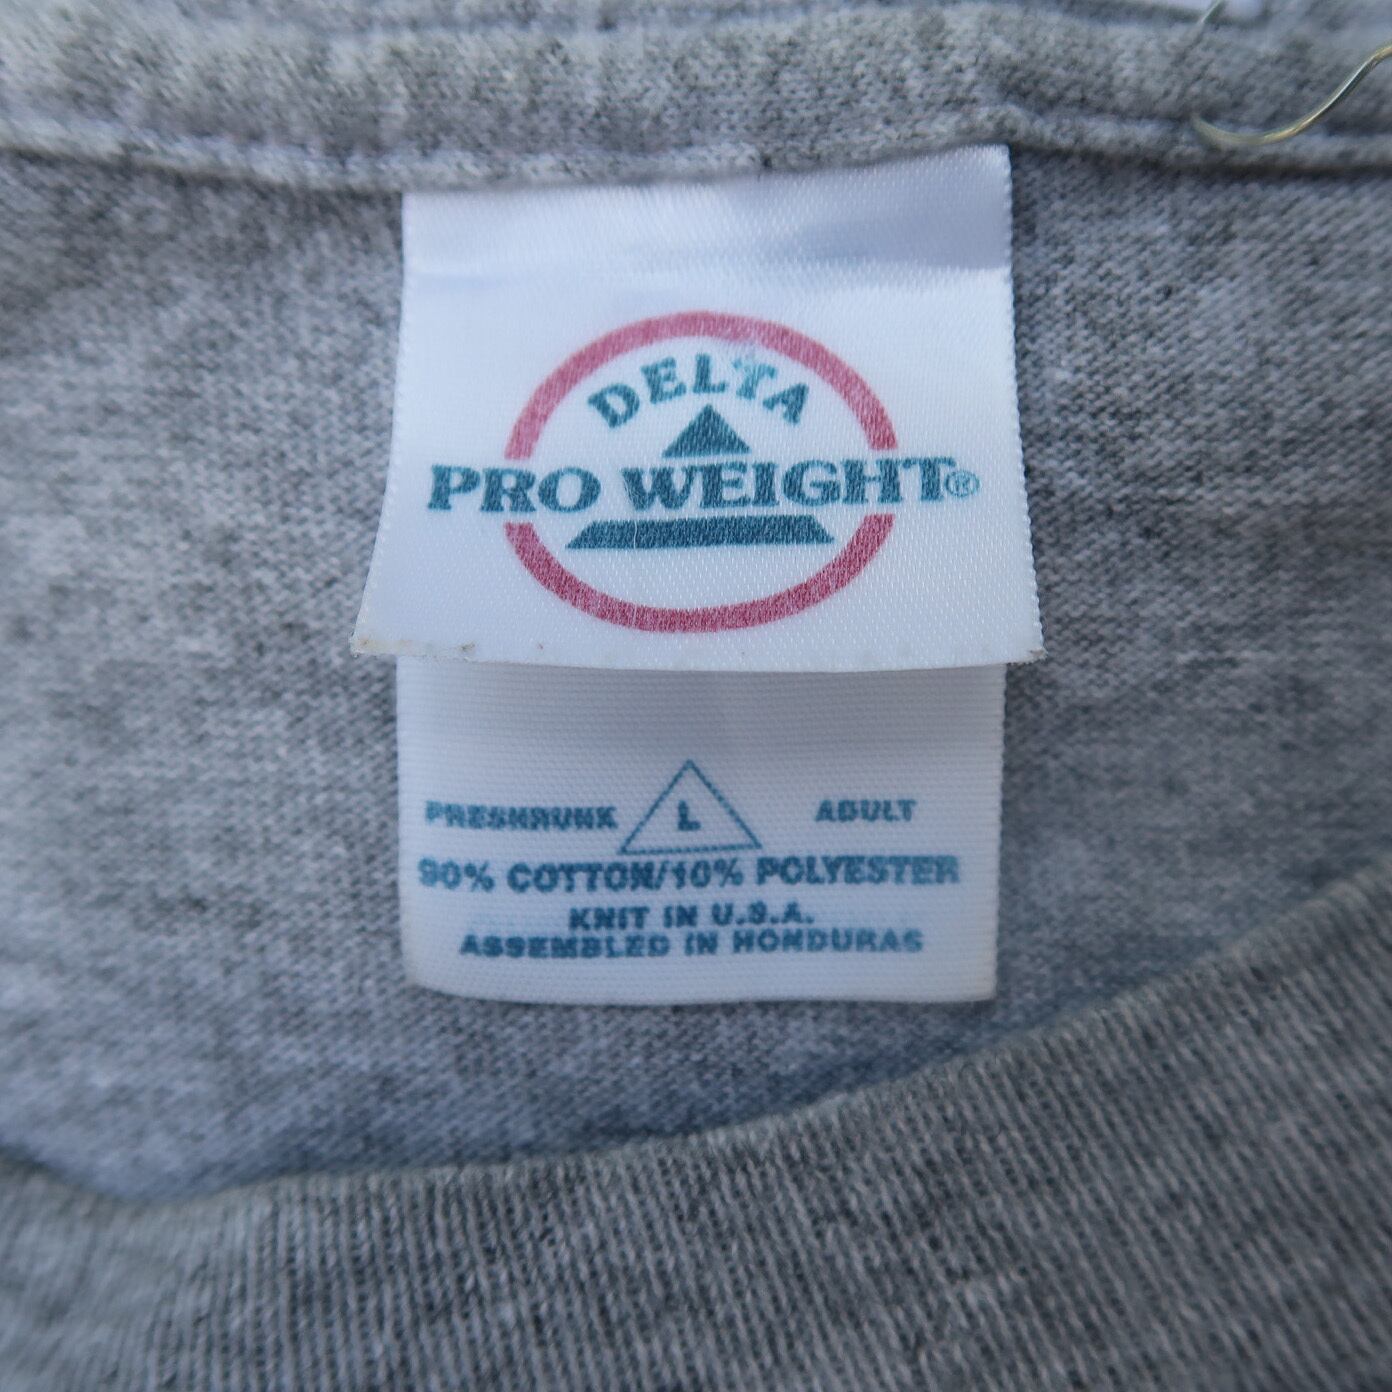 DELTA
PRO WEIGHT®
PRESHRUNK L ADULT
90% COTTON/10% POLYESTER
KNIT IN U.S.A.
ASSEMBLED IN HONDURAS